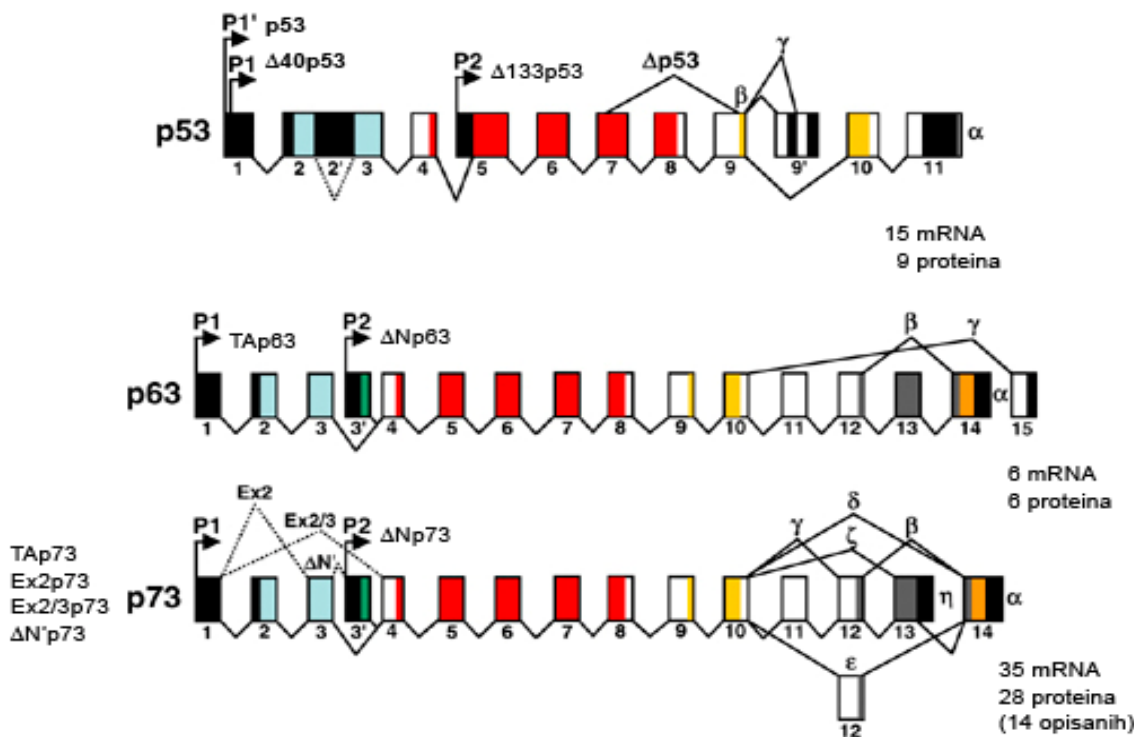 P1' p53
P1 Δ40p53
P2 Δ133p53
Δp53
γ
β
p53
α
1 2 2' 3 4 5 6 7 8 9 9' 10 11
15 mRNA
9 proteina
P1 TAp63
P2 ΔNp63
β
γ
p63
α
1 2 3 3' 4 5 6 7 8 9 10 11 12 13 14 15
6 mRNA
6 proteina
Ex2
Ex2/3
P1
P2 ΔNp73
ΔN'
δ
γ
ζ
β
TAp73
Ex2p73
Ex2/3p73
ΔN'p73
p73
η
α
1 2 3 3' 4 5 6 7 8 9 10 11 12 13 14
ε
12
35 mRNA
28 proteina
(14 opisanih)